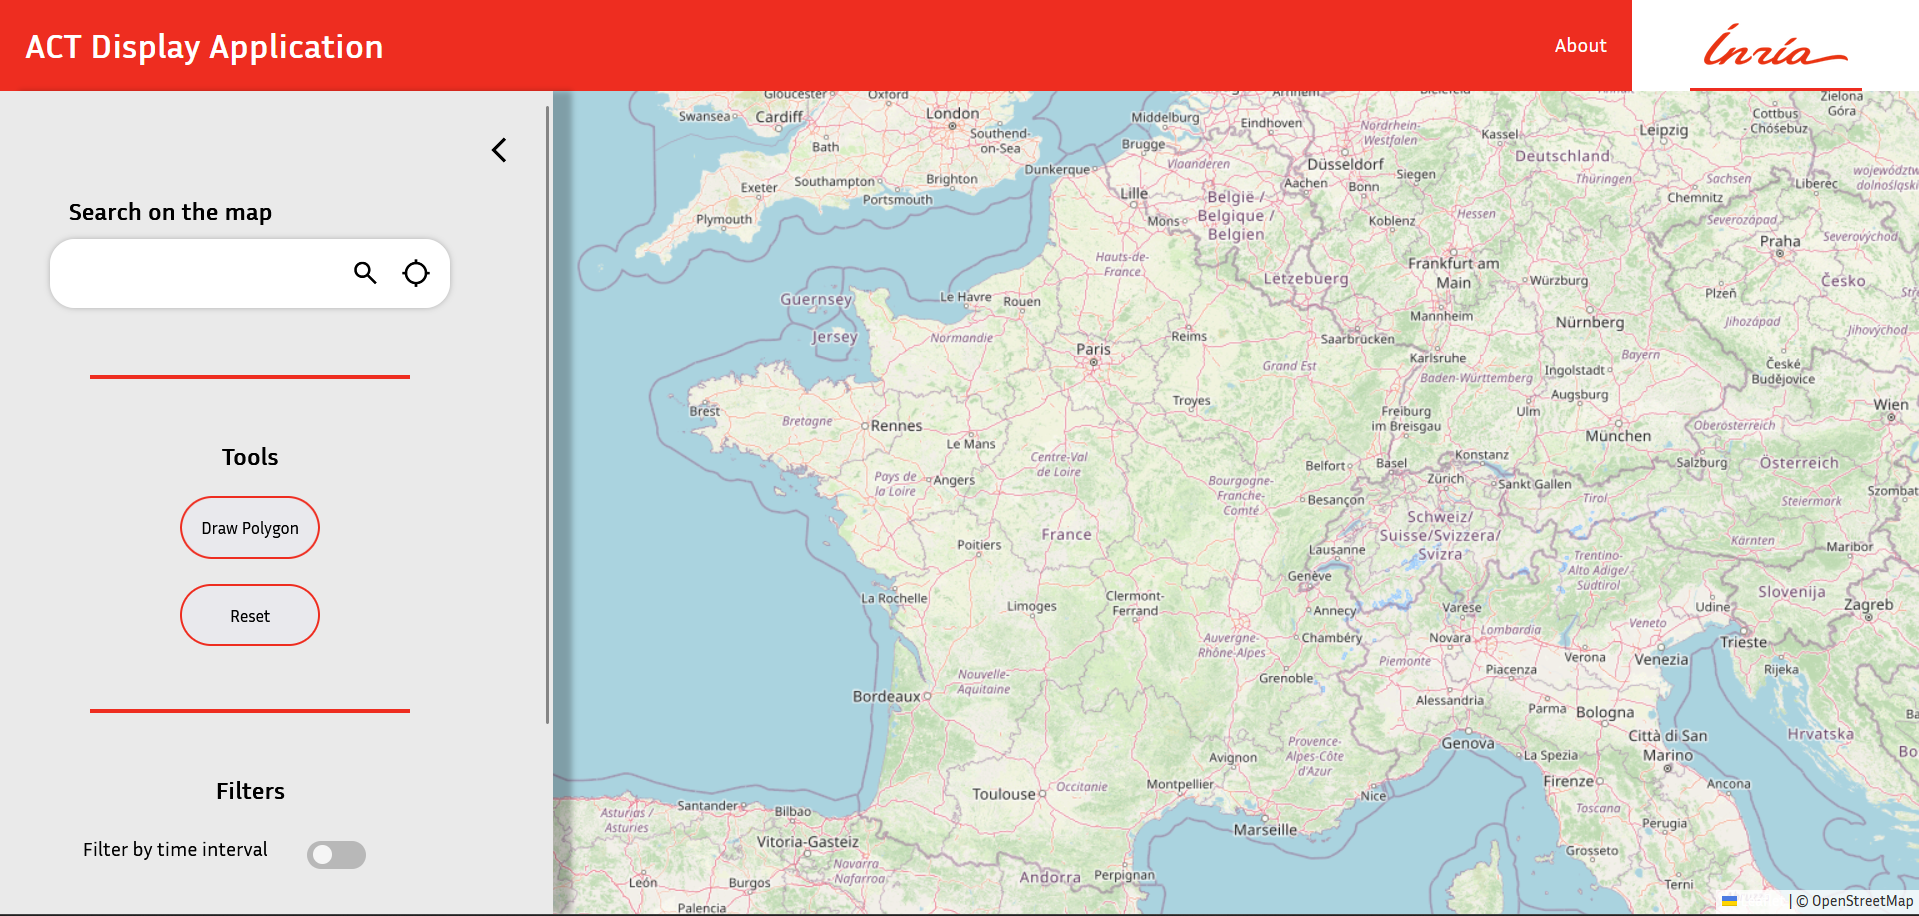 ACT Display Application
About
Inria
Search on the map
Tools
Draw Polygon
Reset
Filters
Filter by time interval
Gloucester
Oxford
London
Swansea
Cardiff
Southend-
on-Sea
Bath
Exeter
Southampton
Brighton
Portsmouth
Plymouth
Dunkerque
Middelburg
Brugge
Vlaanderen
Lille
Mons
België /
Belgique /
Belgien
Arnhem
Eindhoven
Bielefeld
Nordrhein-
Westfalen
Düsseldorf
Aachen
Bonn
Siegen
Koblenz
Hessen
Kassel
Deutschland
Thüringen
Leipzig
Cottbus
- Chóśebuz
Zielona
Góra
Sachsen
Chemnitz
Liberec
województwo
dolnośląski
Severozápad
Praha
Severovýchod
Česko
Plzeň
Jihozápad
Jihovýchod
České
Budějovice
Guernsey
Jersey
Le Havre
Rouen
Hauts-de-
France
Normandie
Paris
Reims
Lëtzebuerg
Saarbrücken
Grand Est
Troyes
Frankfurt am
Main
Würzburg
Mannheim
Nürnberg
Karlsruhe
Baden-Württemberg
Bayern
Ingolstadt
Augsburg
Ulm
Freiburg
im Breisgau
München
Wien
Oberösterreich
Salzburg
Österreich
Steiermark
Szombat
Brest
Bretagne
Rennes
Le Mans
Centre-Val
de Loire
Pays de
la Loire
Angers
Bourgogne-
Franche-
Comté
Belfort
Basel
Besançon
Konstanz
Zürich
Sankt Gallen
Schweiz/
Suisse/Svizzera/
Svizra
Tirol
Kärnten
Maribor
France
Poitiers
Lausanne
Genève
Trentino-
Alto Adige/
Südtirol
Slovenija
Zagreb
La Rochelle
Limoges
Clermont-
Ferrand
Annecy
Chambéry
Auvergne-
Rhône-Alpes
Grenoble
Varese
Novara
Lombardia
Piemonte
Piacenza
Verona
Veneto
Udine
Trieste
Venezia
Rijeka
Bordeaux
Nouvelle-
Aquitaine
Alessandria
Parma
Bologna
Genova
La Spezia
Città di San
Marino
Hrvatska
Firenze
Ancona
Toscana
Perugia
Grosseto
Terni
Provence-
Alpes-Côte
d'Azur
Avignon
Montpellier
Nice
Marseille
Toulouse
Occitanie
Perpignan
Andorra
Santander
Bilbao
Asturias /
Asturies
Vitoria-Gasteiz
Navarra
- Nafarroa
León
Burgos
Palencia
| © OpenStreetMap